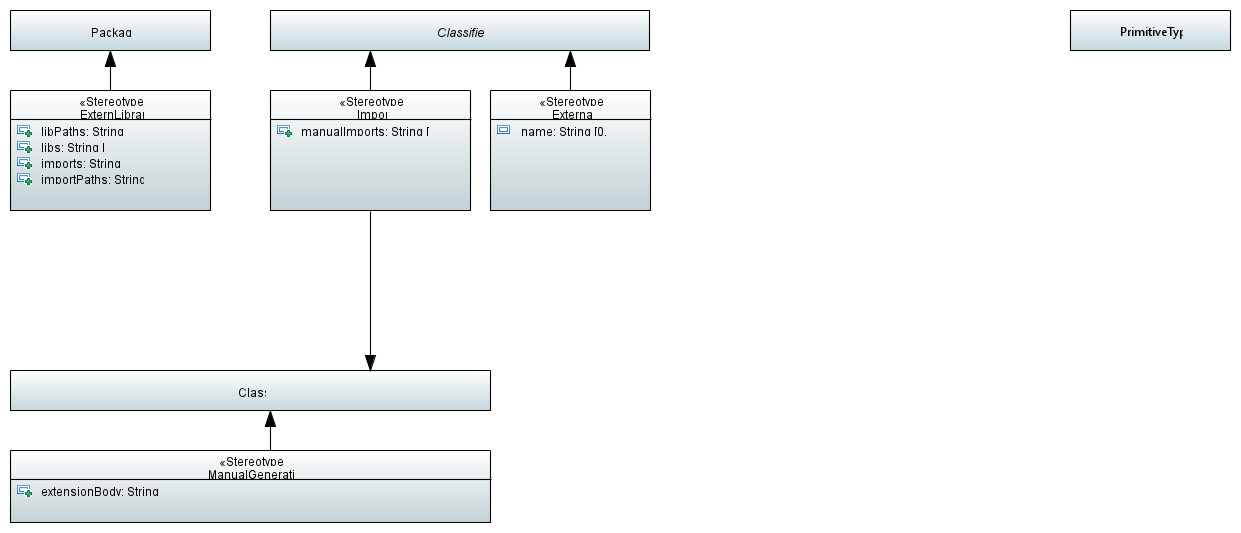 Packag
Classifie
PrimitiveTyp
«Stereotype
ExternLibrar
libPaths: String
libs: String [
imports: String
importPaths: String
«Stereotype
Impor
manualImports: String [
«Stereotype
Externa
name: String [0.
Class
«Stereotype
ManualGenerati
extensionBody: String